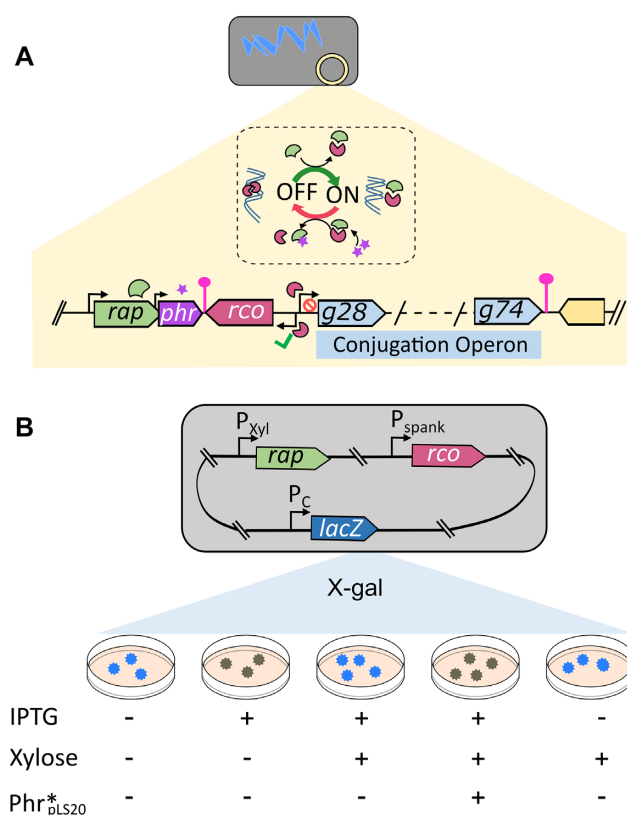 A
OFF ON
rap phr rco g28 g74
Conjugation Operon
B
PXyl Pspank
rap rco
PC
lacZ
X-gal
IPTG - + + + -
Xylose - - + + +
Phr*pLS20 - - - + -